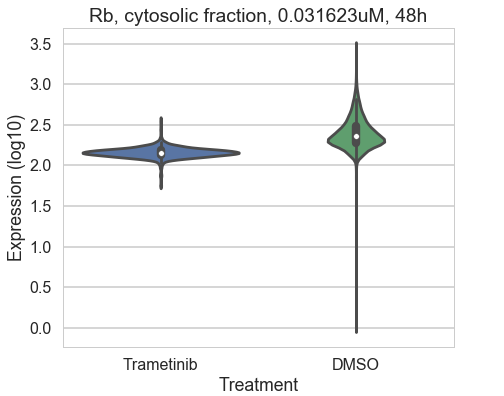 Rb, cytosolic fraction, 0.031623uM, 48h
Expression (log10)
3.5
3.0
2.5
2.0
1.5
1.0
0.5
0.0
Trametinib DMSO
Treatment